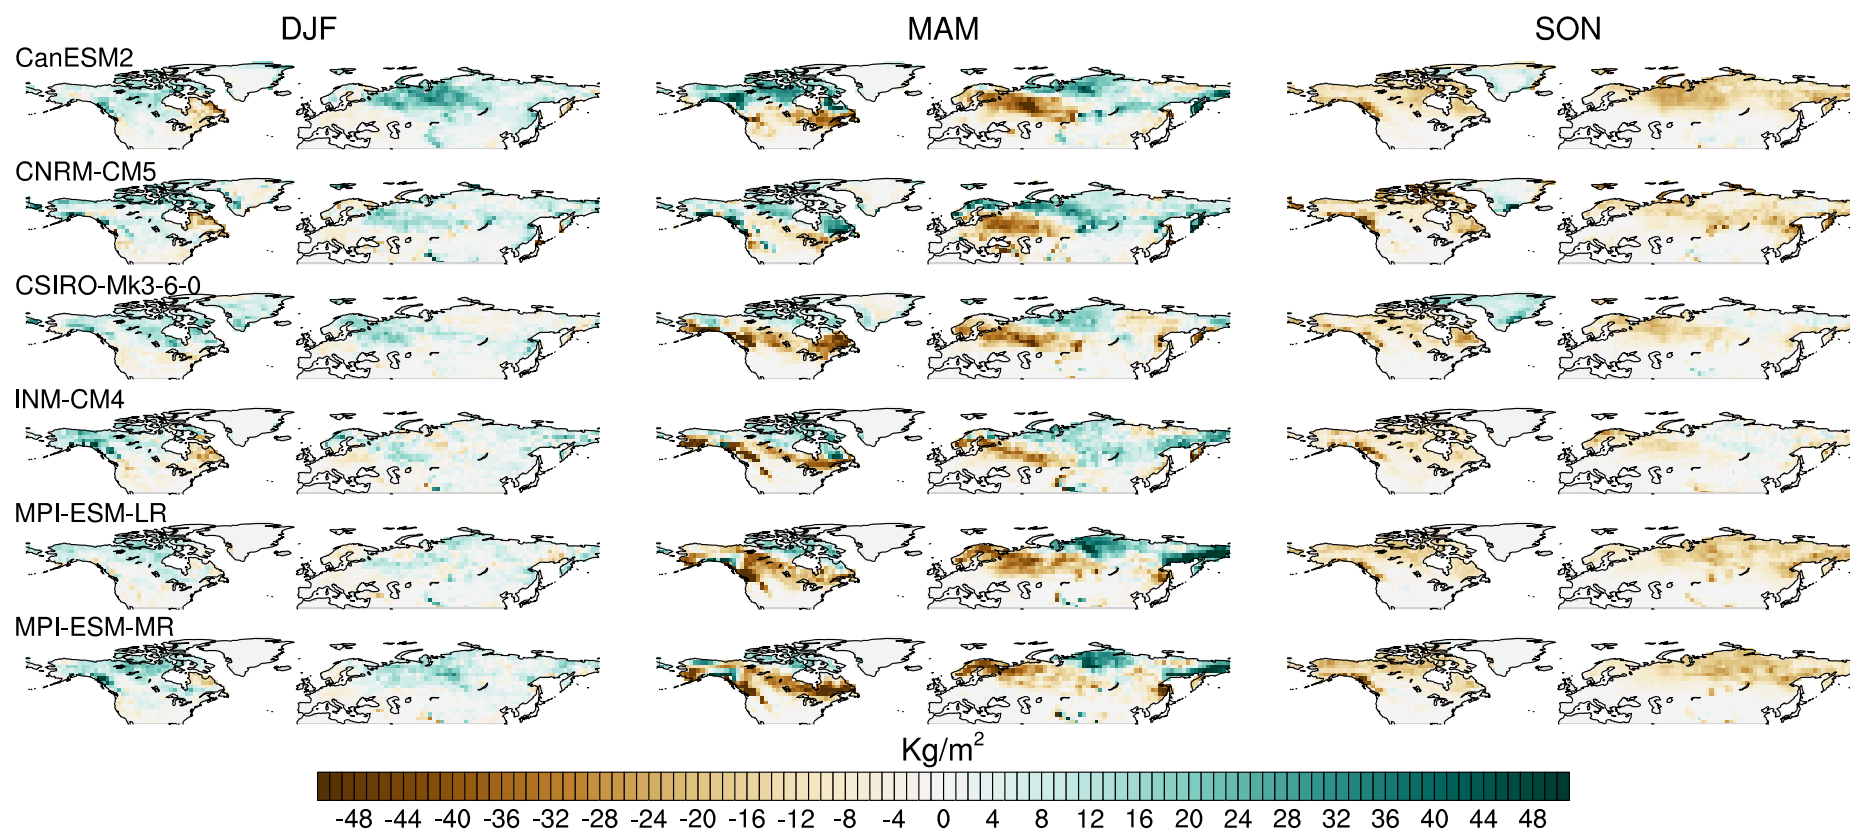 DJF MAM SON
CanESM2
CNRM-CM5
CSIRO-Mk3-6-0
INM-CM4
MPI-ESM-LR
MPI-ESM-MR
Kg/m²
-48 -44 -40 -36 -32 -28 -24 -20 -16 -12 -8 -4 0 4 8 12 16 20 24 28 32 36 40 44 48